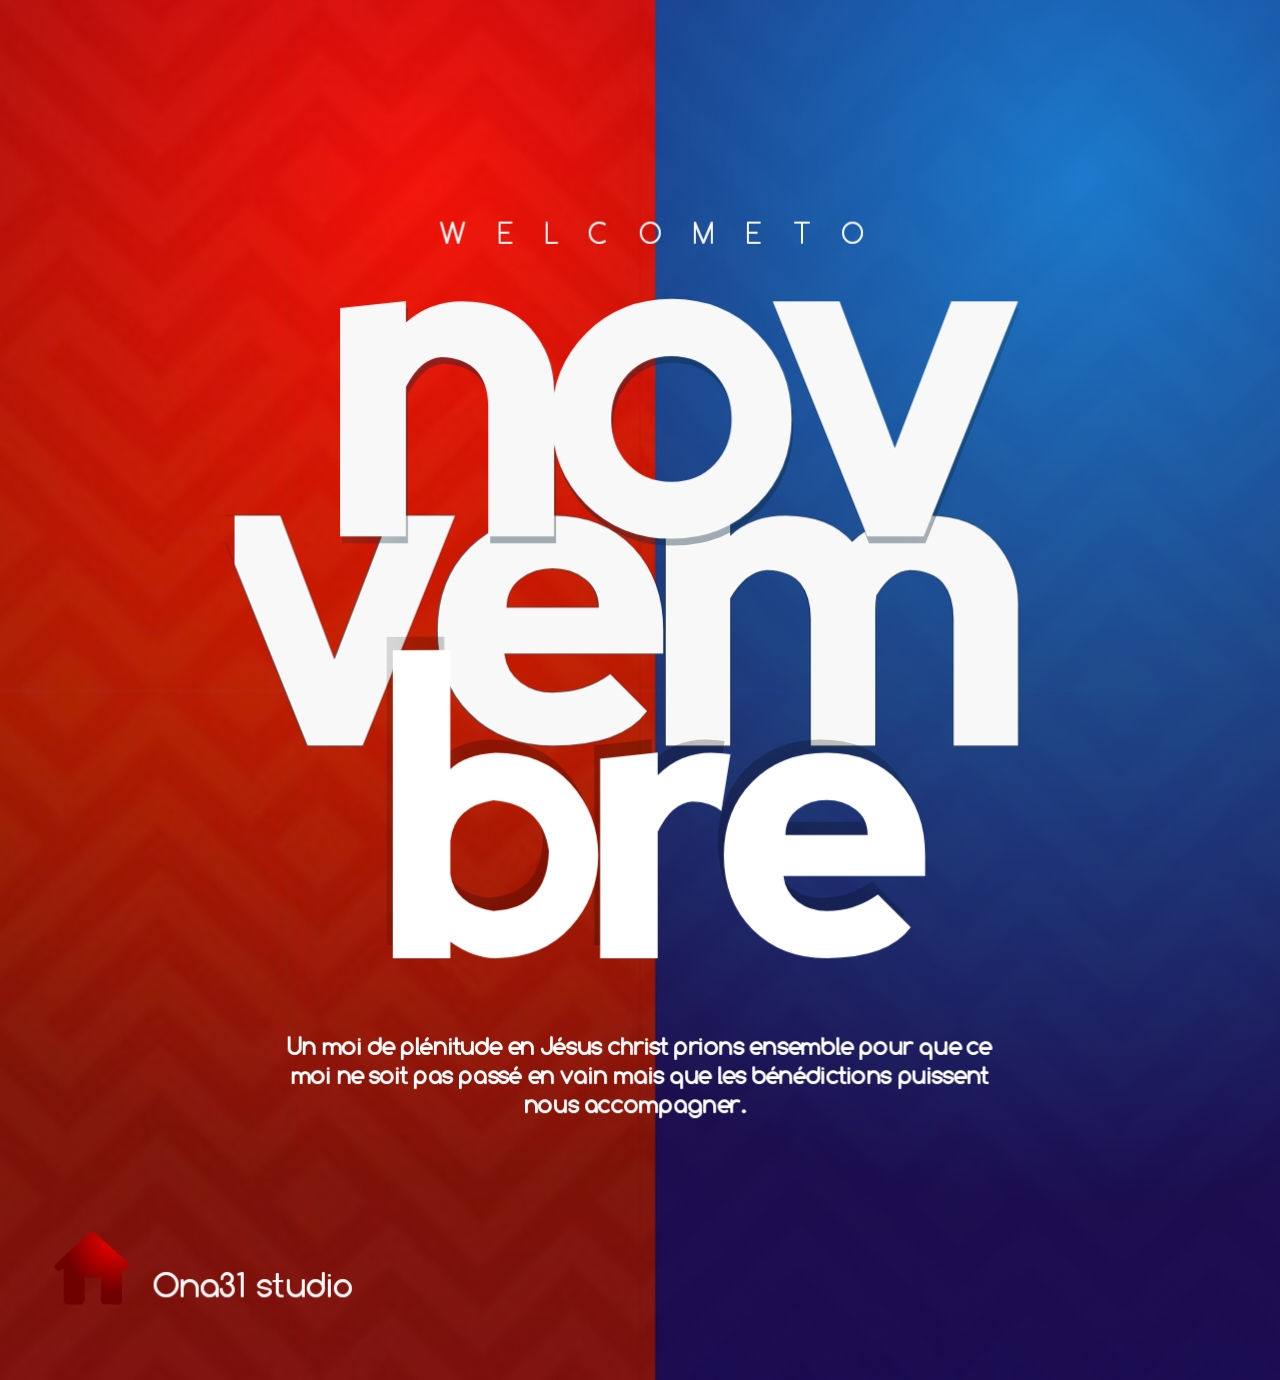 WELCOMETO
nov
vem
bre
Un moi de plénitude en Jésus christ prions ensemble pour que ce
moi ne soit pas passé en vain mais que les bénédictions puissent
nous accompagner.
Ona31 studio